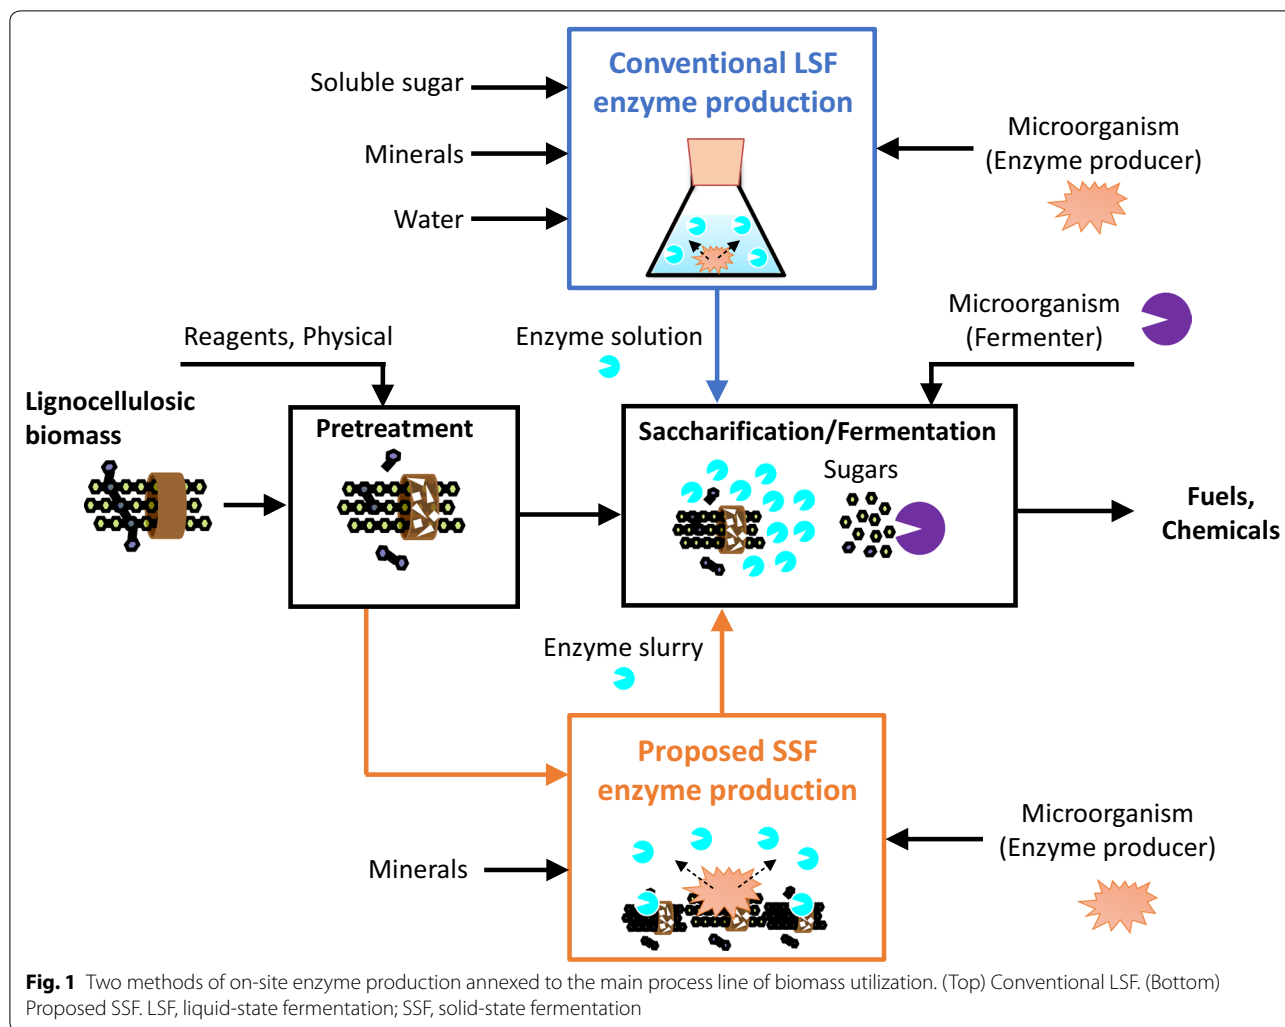 Conventional LSF
enzyme production
Soluble sugar
Minerals
Water
Microorganism
(Enzyme producer)
Enzyme solution
Microorganism
(Fermenter)
Reagents, Physical
Lignocellulosic
biomass
Pretreatment
Saccharification/Fermentation
Sugars
Fuels,
Chemicals
Enzyme slurry
Proposed SSF
enzyme production
Minerals
Microorganism
(Enzyme producer)
Fig. 1 Two methods of on-site enzyme production annexed to the main process line of biomass utilization. (Top) Conventional LSF. (Bottom)
Proposed SSF. LSF, liquid-state fermentation; SSF, solid-state fermentation